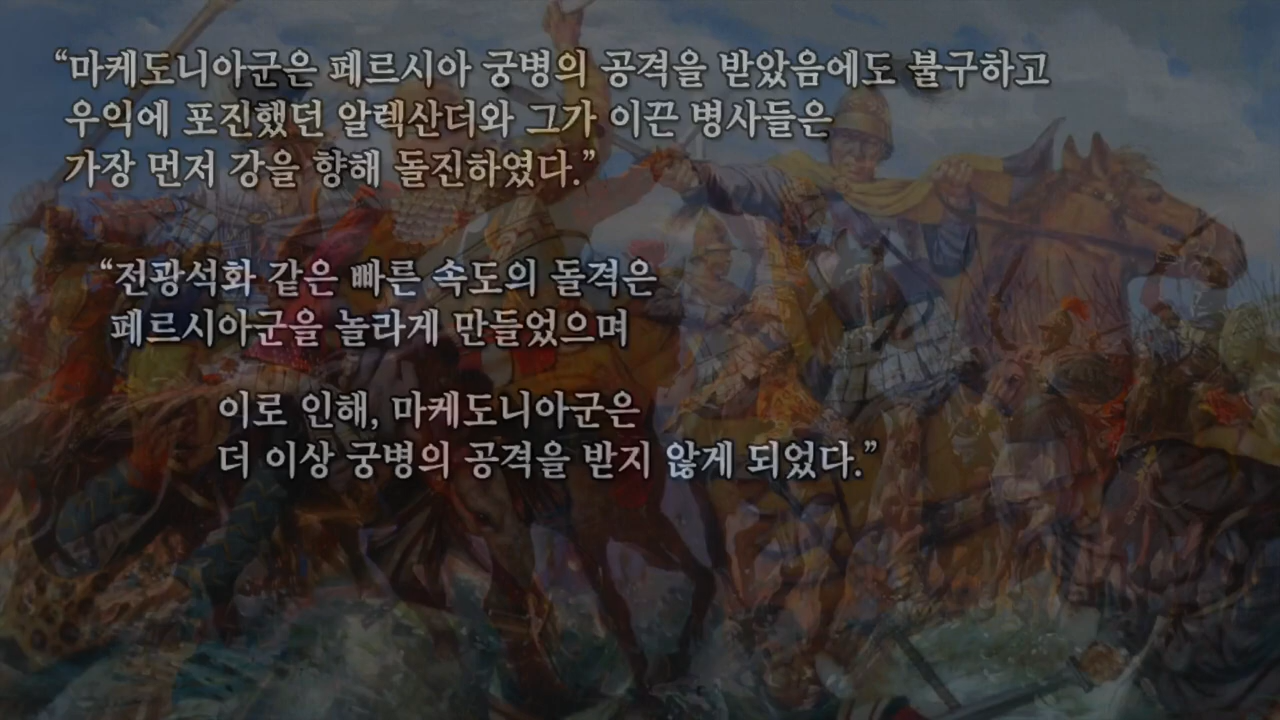 “마케도니아군은 페르시아 궁병의 공격을 받았음에도 불구하고
우익에 포진했던 알렉산더와 그가 이끈 병사들은
가장 먼저 강을 향해 돌진하였다.”
“전광석화 같은 빠른 속도의 돌격은
페르시아군을 놀라게 만들었으며
이로 인해, 마케도니아군은
더 이상 궁병의 공격을 받지 않게 되었다.”